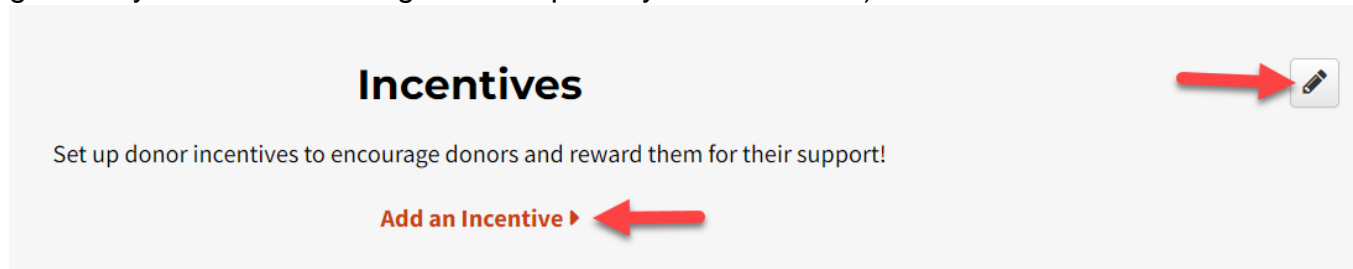 Incentives
Set up donor incentives to encourage donors and reward them for their support!
Add an Incentive